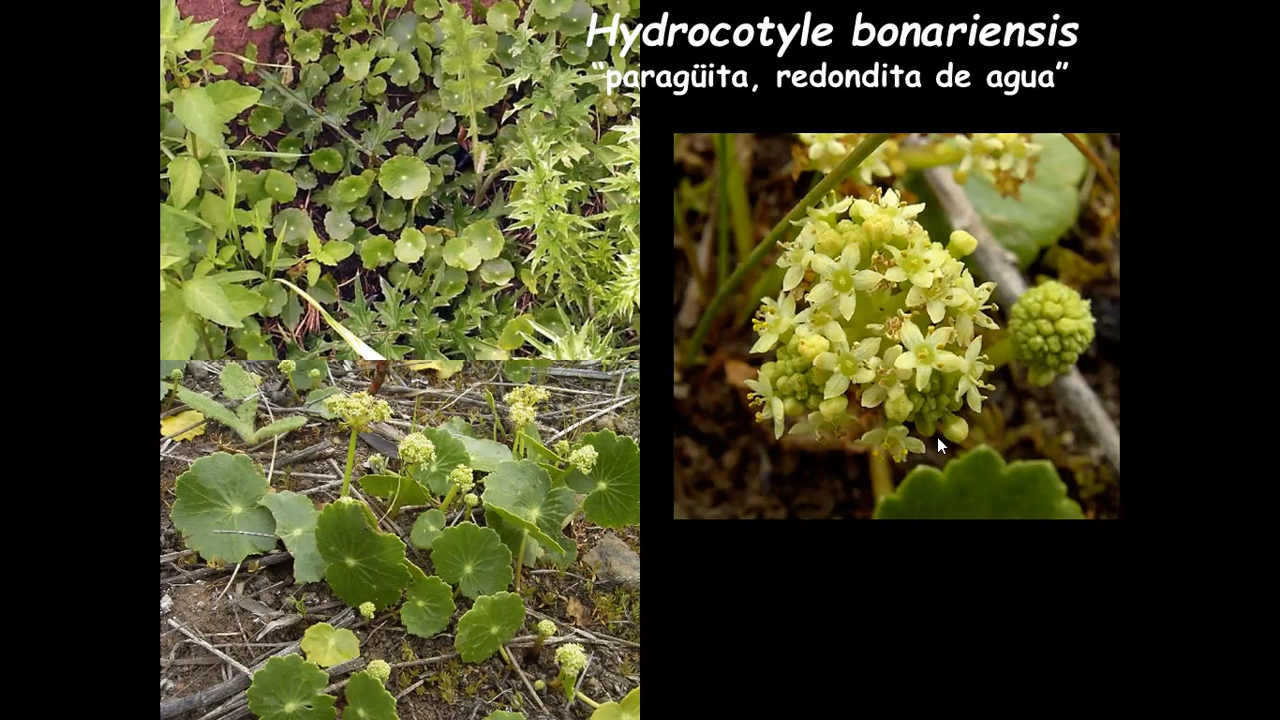 Hydrocotyle bonariensis
“paragüita, redondita de agua”